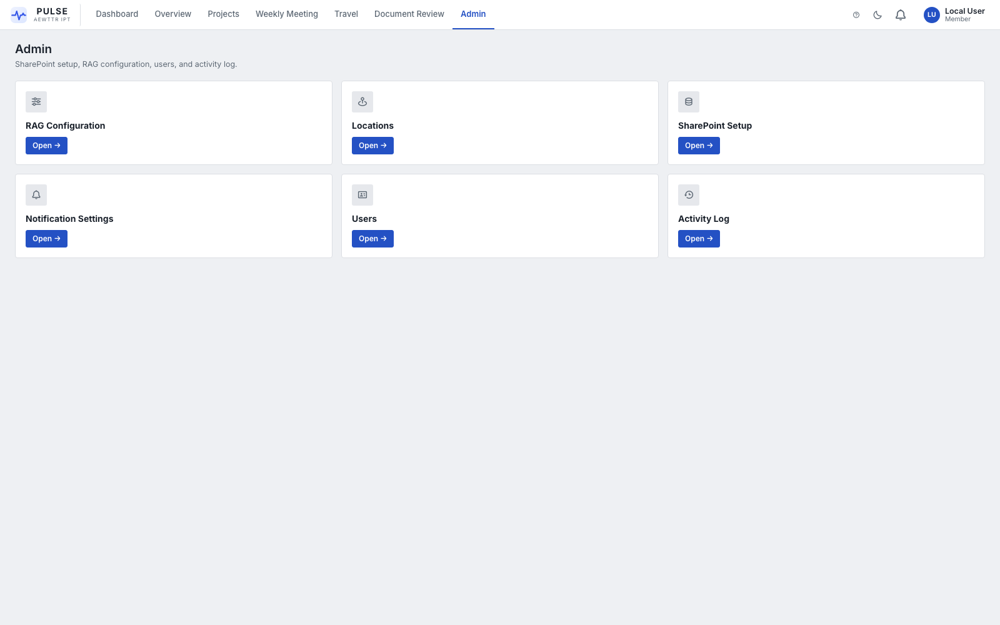 PULSE
AEWTTR IPT
Dashboard
Overview
Projects
Weekly Meeting
Travel
Document Review
Admin
LU
Local User
Member
Admin
SharePoint setup, RAG configuration, users, and activity log.
RAG Configuration
Open →
Locations
Open →
SharePoint Setup
Open →
Notification Settings
Open →
Users
Open →
Activity Log
Open →